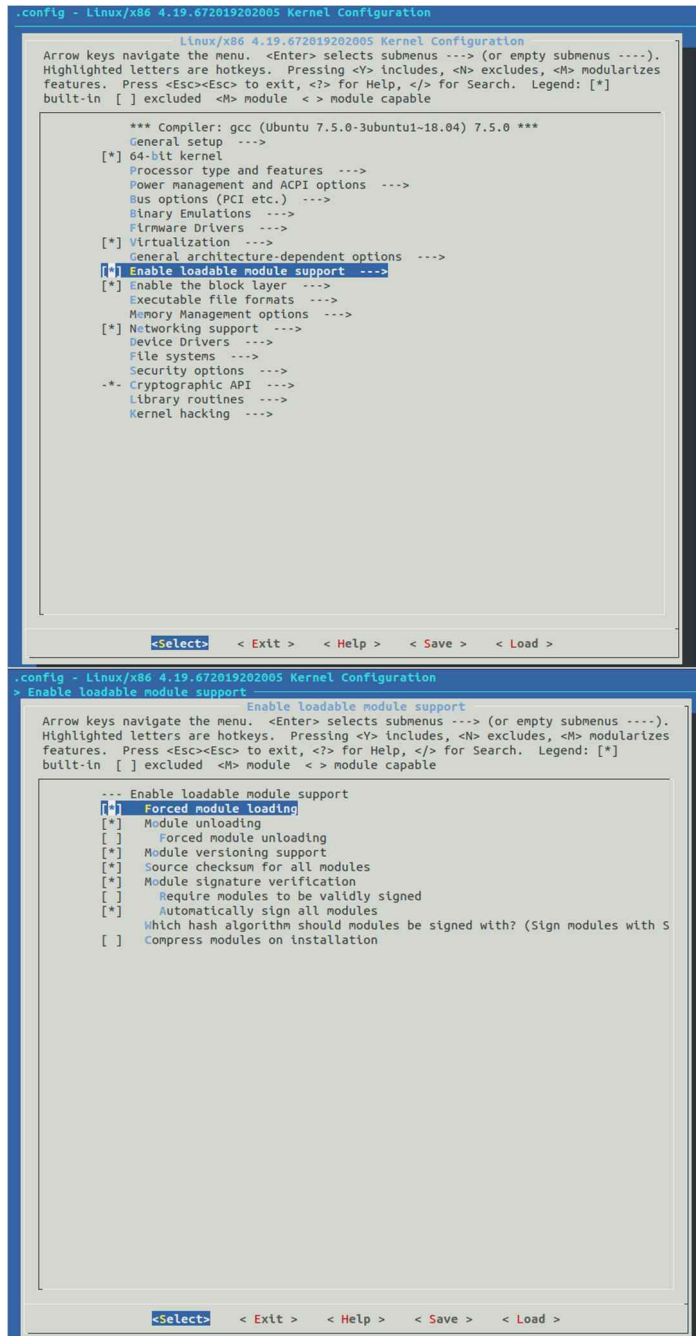 .config - Linux/x86 4.19.672019202005 Kernel Configuration
Linux/x86 4.19.672019202005 Kernel Configuration
Arrow keys navigate the menu.  <Enter> selects submenus ---> (or empty submenus ----).
Highlighted letters are hotkeys.  Pressing <Y> includes, <N> excludes, <M> modularizes
features.  Press <Esc><Esc> to exit, <?> for Help, </> for Search.  Legend: [*]
built-in  [ ] excluded  <M> module  < > module capable
*** Compiler: gcc (Ubuntu 7.5.0-3ubuntu1~18.04) 7.5.0 ***
General setup  --->
[*] 64-bit kernel
Processor type and features  --->
Power management and ACPI options  --->
Bus options (PCI etc.)  --->
Binary Emulations  --->
Firmware Drivers  --->
[*] Virtualization  --->
General architecture-dependent options  --->
[*] Enable loadable module support  --->
[*] Enable the block layer  --->
Executable file formats  --->
Memory Management options  --->
[*] Networking support  --->
Device Drivers  --->
File systems  --->
Security options  --->
-*- Cryptographic API  --->
Library routines  --->
Kernel hacking  --->
<Select>    < Exit >    < Help >    < Save >    < Load >
.config - Linux/x86 4.19.672019202005 Kernel Configuration
> Enable loadable module support
Enable loadable module support
Arrow keys navigate the menu.  <Enter> selects submenus ---> (or empty submenus ----).
Highlighted letters are hotkeys.  Pressing <Y> includes, <N> excludes, <M> modularizes
features.  Press <Esc><Esc> to exit, <?> for Help, </> for Search.  Legend: [*]
built-in  [ ] excluded  <M> module  < > module capable
--- Enable loadable module support
[*]   Forced module loading
[*]   Module unloading
[ ]     Forced module unloading
[*]   Module versioning support
[*]   Source checksum for all modules
[*]   Module signature verification
[ ]     Require modules to be validly signed
[*]     Automatically sign all modules
Which hash algorithm should modules be signed with? (Sign modules with S
[ ]   Compress modules on installation
<Select>    < Exit >    < Help >    < Save >    < Load >